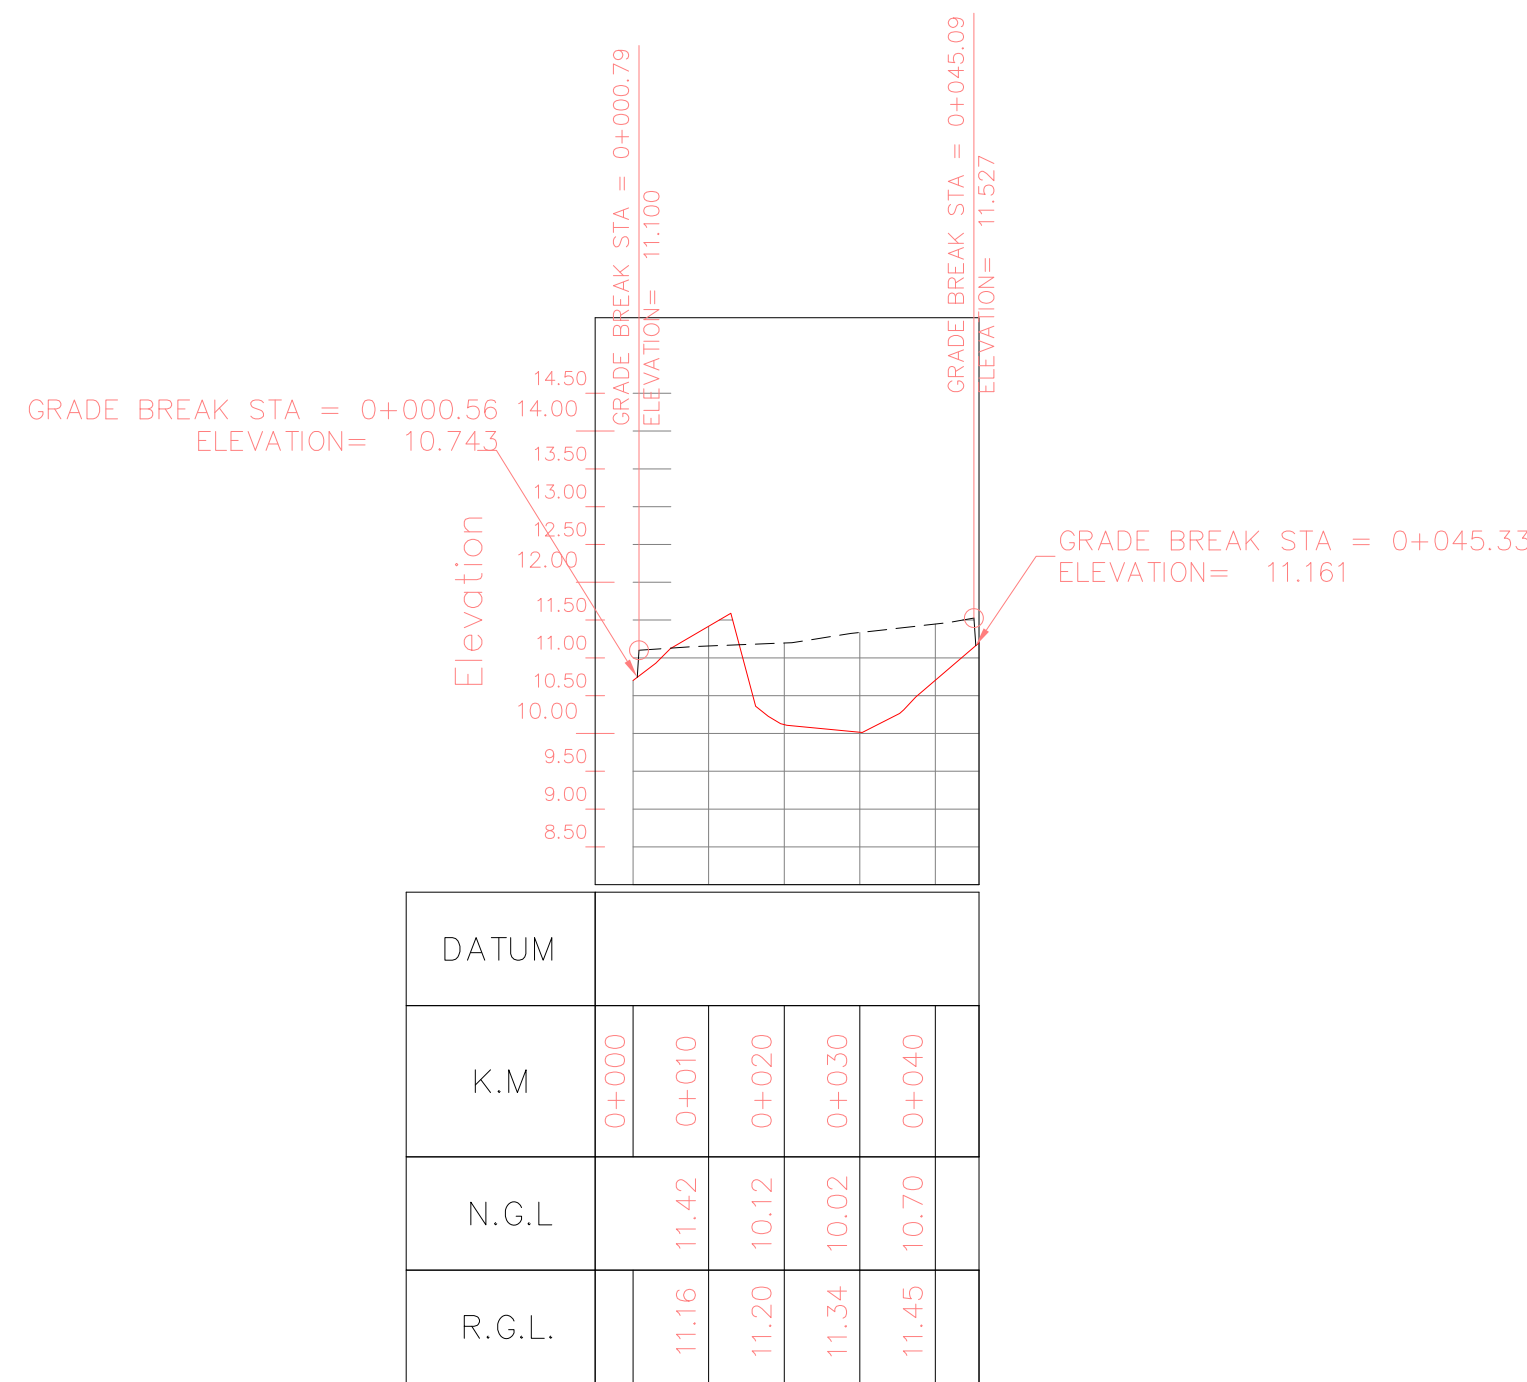 GRADE BREAK STA = 0+000.79
ELEVATION= 11.100
GRADE BREAK STA = 0+045.09
ELEVATION= 11.527
GRADE BREAK STA = 0+000.56
ELEVATION= 10.743
GRADE BREAK STA = 0+045.33
ELEVATION= 11.161
Elevation
14.50
14.00
13.50
13.00
12.50
12.00
11.50
11.00
10.50
10.00
9.50
9.00
8.50
DATUM
K.M 0+000 0+010 0+020 0+030 0+040
N.G.L 11.42 10.12 10.02 10.70
R.G.L. 11.16 11.20 11.34 11.45